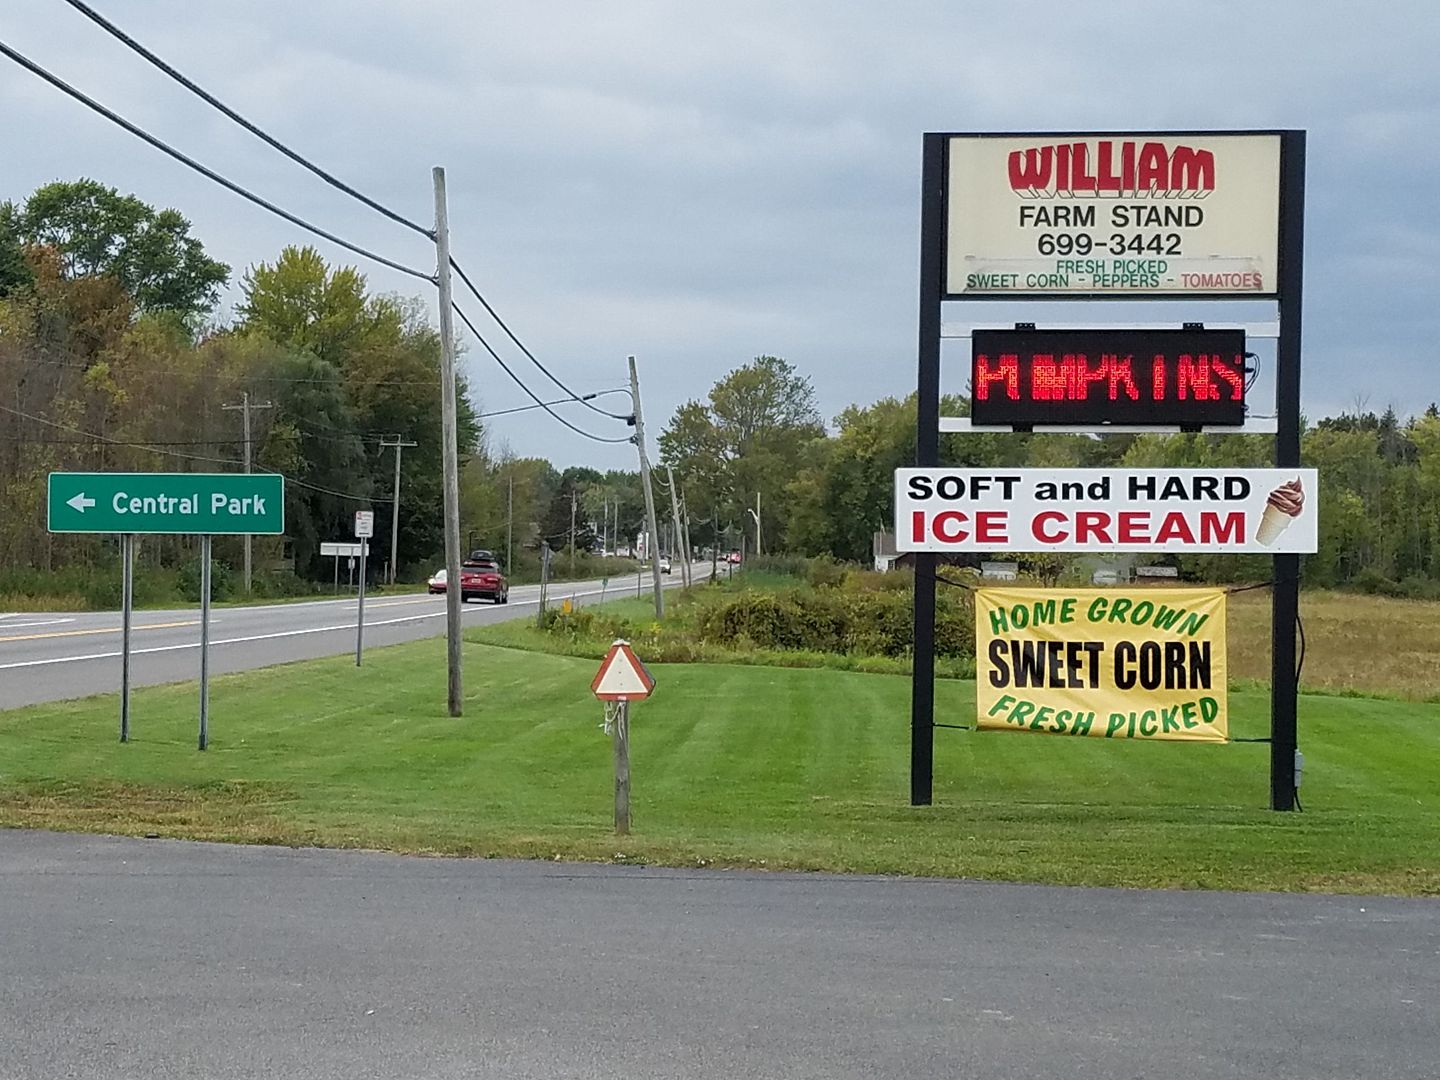 Central Park
WILLIAM
FARM STAND
699-3442
FRESH PICKED
SWEET CORN - PEPPERS - TOMATOES
PUMPKINS
SOFT and HARD
ICE CREAM
HOME GROWN
SWEET CORN
FRESH PICKED